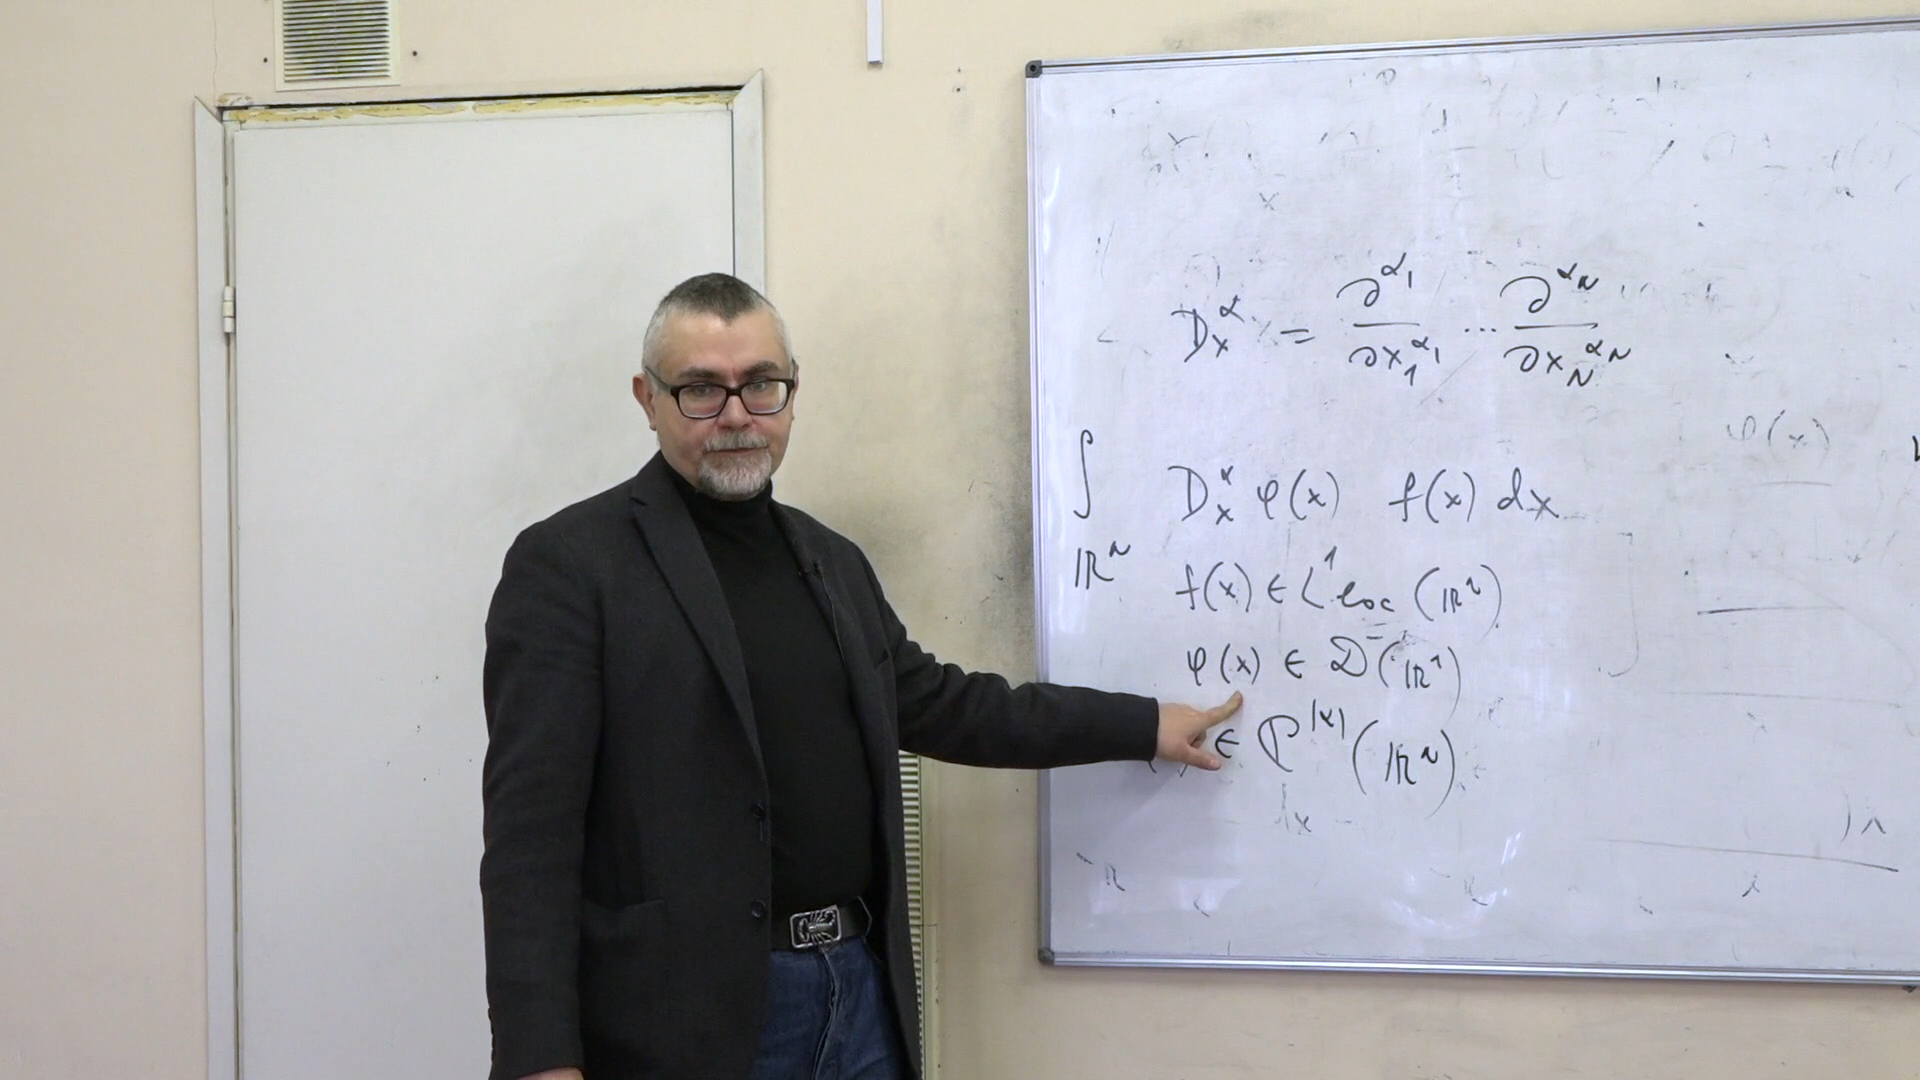 D_x^α = ∂^{α_1}/∂x_1^{α_1} ... ∂^{α_N}/∂x_N^{α_N}
φ(x)
∫_{ℝ^N} D_x^α φ(x) f(x) dx
f(x) ∈ L^1_loc (ℝ^N)
φ(x) ∈ D(ℝ^N)
∈ ℂ^{|α|} (ℝ^N)